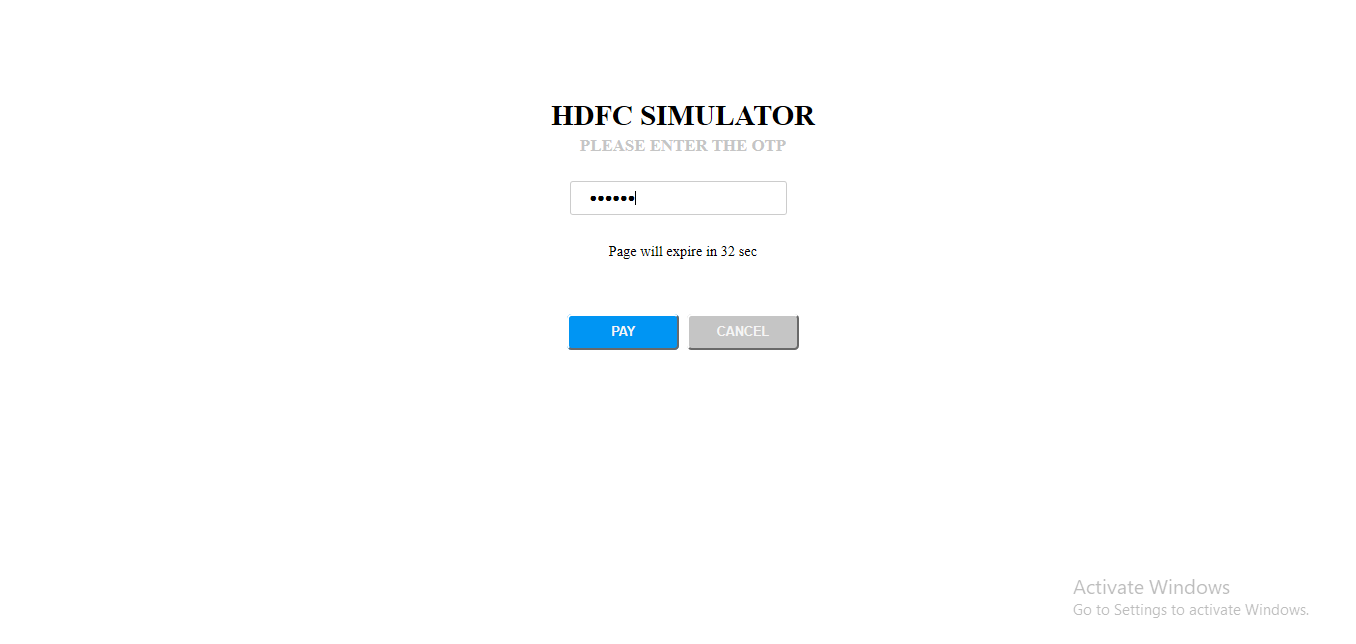 HDFC SIMULATOR
PLEASE ENTER THE OTP
••••••
Page will expire in 32 sec
PAY CANCEL
Activate Windows
Go to Settings to activate Windows.